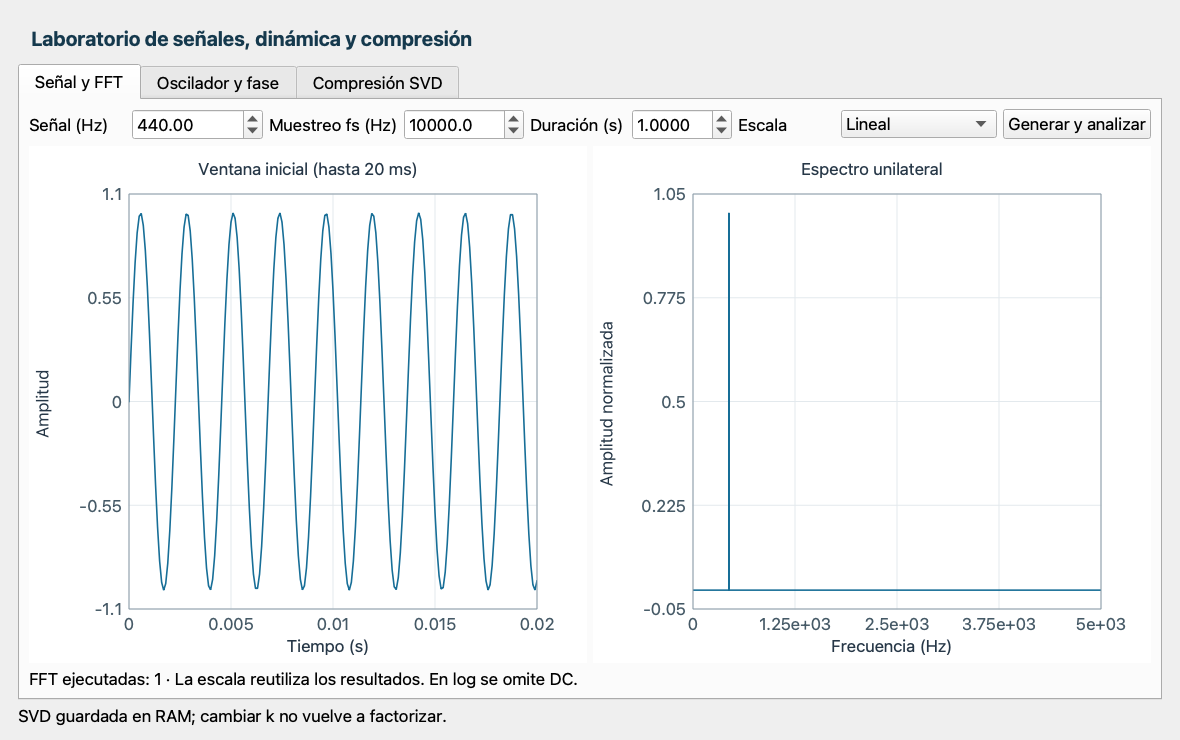 Laboratorio de señales, dinámica y compresión
Señal y FFT Oscilador y fase Compresión SVD
Señal (Hz) 440.00 Muestreo fs (Hz) 10000.0 Duración (s) 1.0000 Escala Lineal Generar y analizar
Ventana inicial (hasta 20 ms)
1.1
0.55
0
-0.55
-1.1
Amplitud
0 0.005 0.01 0.015 0.02
Tiempo (s)
Espectro unilateral
1.05
0.775
0.5
0.225
-0.05
Amplitud normalizada
0 1.25e+03 2.5e+03 3.75e+03 5e+03
Frecuencia (Hz)
FFT ejecutadas: 1 · La escala reutiliza los resultados. En log se omite DC.
SVD guardada en RAM; cambiar k no vuelve a factorizar.